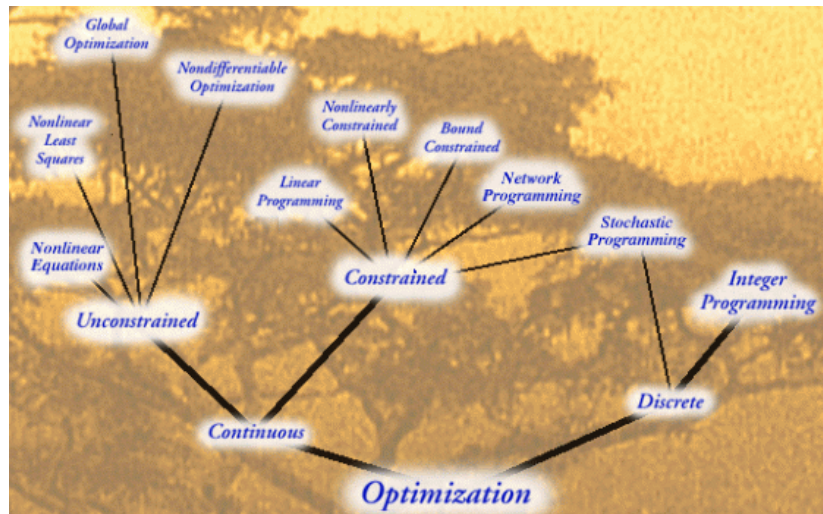 Global
Optimization
Nondifferentiable
Optimization
Nonlinear
Least
Squares
Nonlinearly
Constrained
Bound
Constrained
Linear
Programming
Network
Programming
Stochastic
Programming
Nonlinear
Equations
Constrained
Integer
Programming
Unconstrained
Discrete
Continuous
Optimization